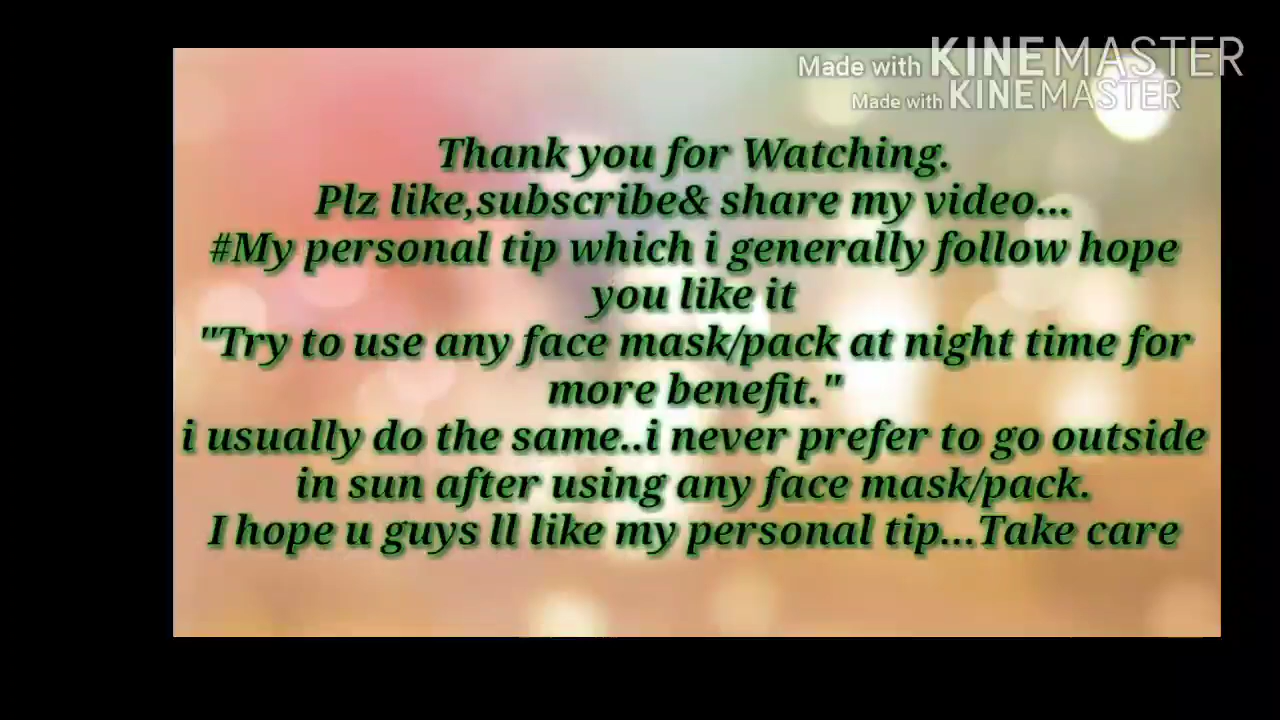 Made with KINEMASTER
Made with KINEMASTER
Thank you for Watching.
Plz like,subscribe& share my video...
#My personal tip which i generally follow hope
you like it
"Try to use any face mask/pack at night time for
more benefit."
i usually do the same..i never prefer to go outside
in sun after using any face mask/pack.
I hope u guys ll like my personal tip...Take care